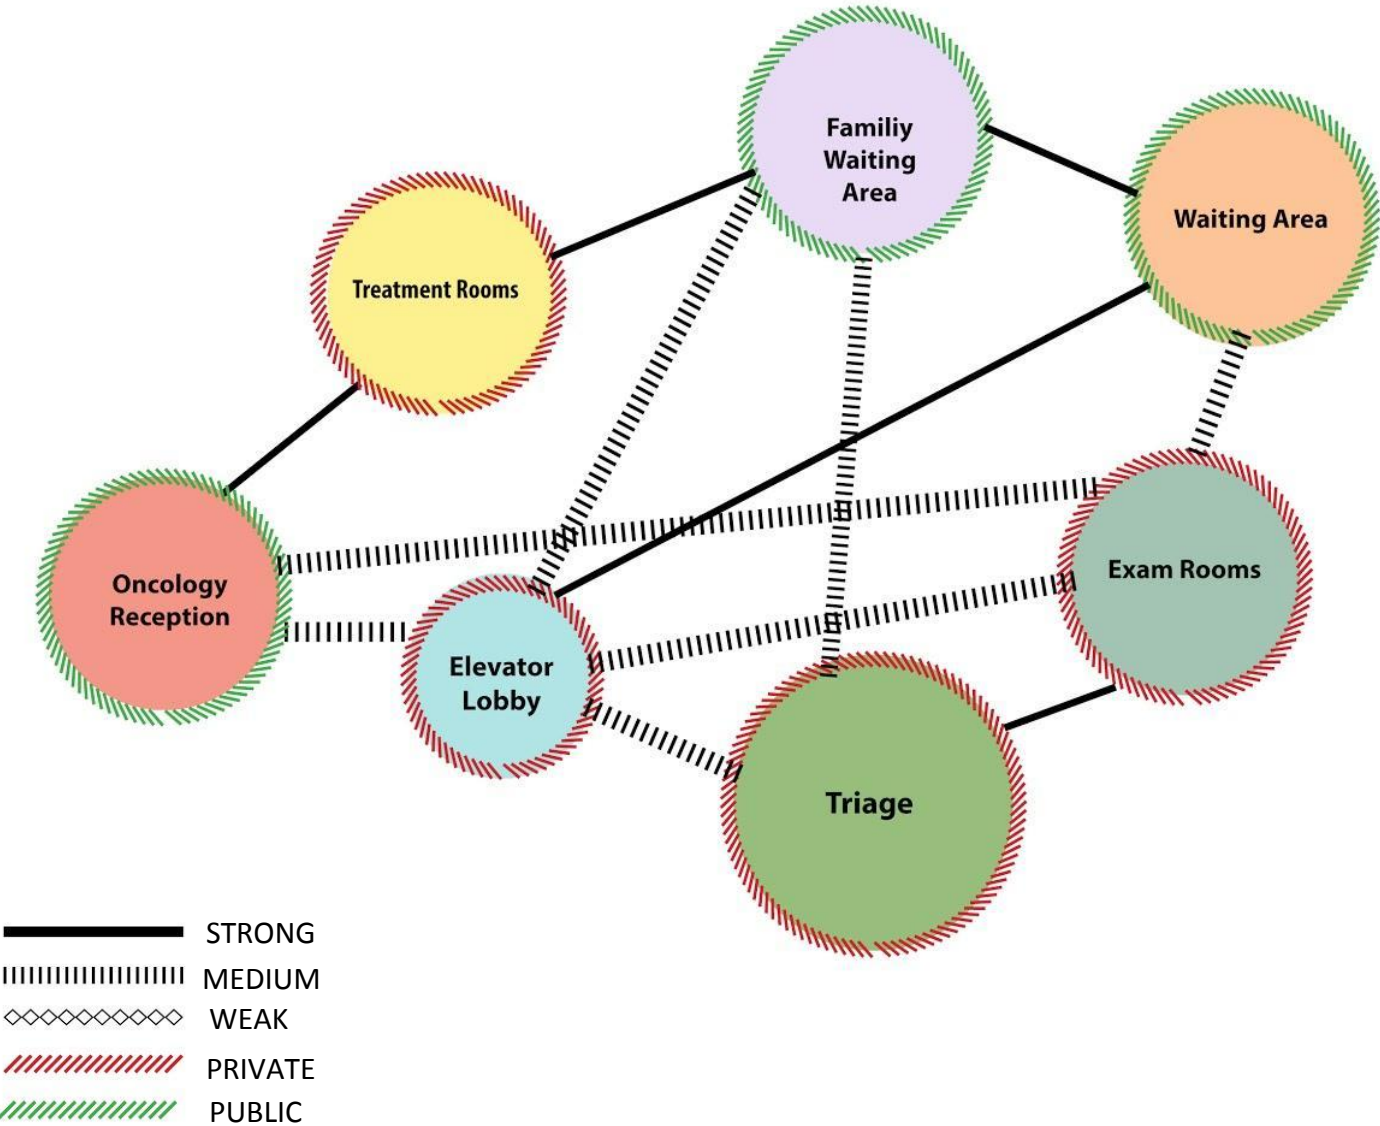 Familiy
Waiting
Area
Waiting Area
Treatment Rooms
Oncology
Reception
Elevator
Lobby
Exam Rooms
Triage
STRONG
MEDIUM
WEAK
PRIVATE
PUBLIC